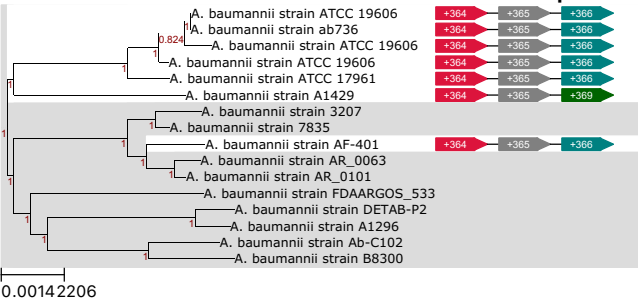 A. baumannii strain ATCC 19606 +364 +365 +366
A. baumannii strain ab736 +364 +365 +366
0.824
A. baumannii strain ATCC 19606 +364 +365 +366
1
A. baumannii strain ATCC 19606 +364 +365 +366
1
A. baumannii strain ATCC 17961 +364 +365 +366
1
A. baumannii strain A1429 +364 +365 +369
A. baumannii strain 3207
1
A. baumannii strain 7835
1
1
A. baumannii strain AF-401 +364 +365 +366
1
A. baumannii strain AR_0063
1
A. baumannii strain AR_0101
1
A. baumannii strain FDAARGOS_533
1
A. baumannii strain DETAB-P2
1
A. baumannii strain A1296
1
A. baumannii strain Ab-C102
1
A. baumannii strain B8300
0.00142206